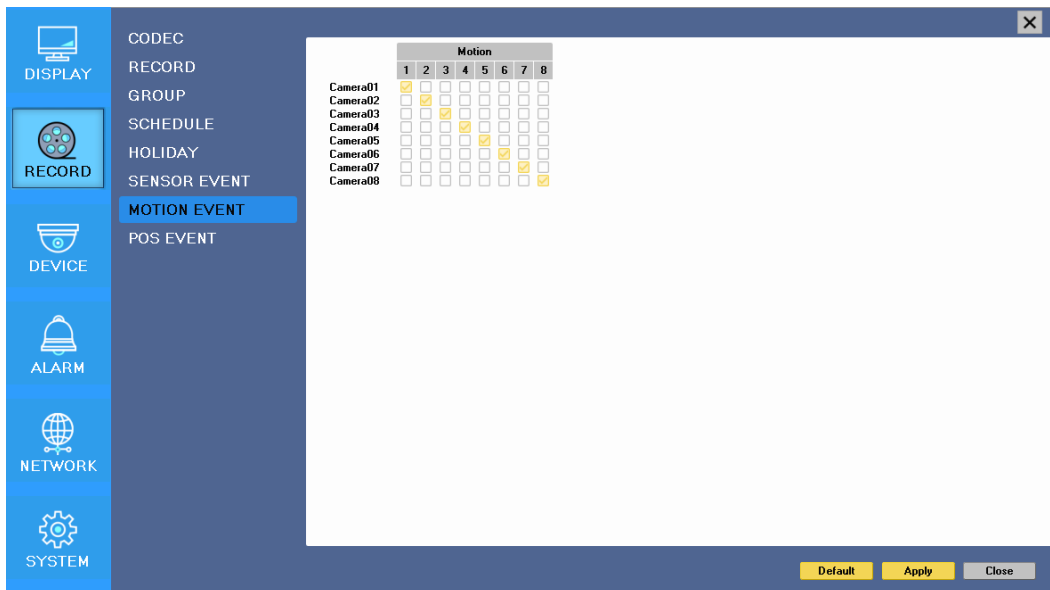 DISPLAY
RECORD
DEVICE
ALARM
NETWORK
SYSTEM
CODEC
RECORD
GROUP
SCHEDULE
HOLIDAY
SENSOR EVENT
MOTION EVENT
POS EVENT
Motion
1 2 3 4 5 6 7 8
Camera01
Camera02
Camera03
Camera04
Camera05
Camera06
Camera07
Camera08
Default Apply Close